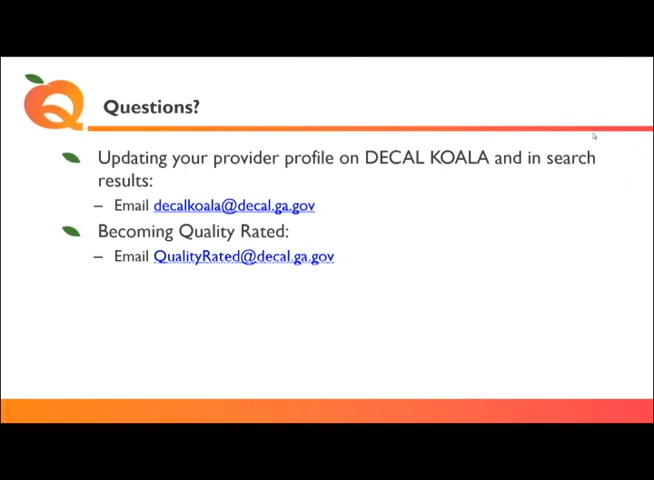 Questions?
Updating your provider profile on DECAL KOALA and in search
results:
– Email decalkoala@decal.ga.gov
Becoming Quality Rated:
– Email QualityRated@decal.ga.gov